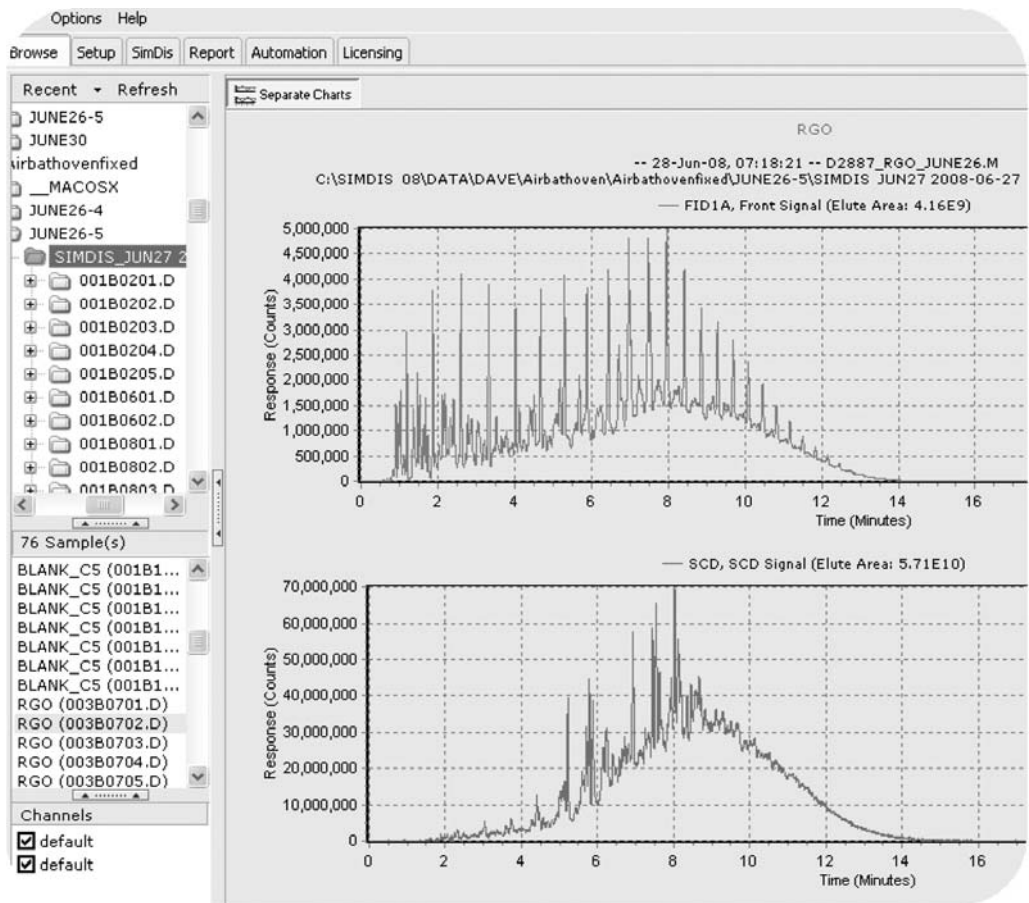 Options Help
Browse Setup SimDis Report Automation Licensing
Recent Refresh
JUNE26-5
JUNE30
Airbathovenfixed
__MACOSX
JUNE26-4
JUNE26-5
SIMDIS_JUN27 2
001B0201.D
001B0202.D
001B0203.D
001B0204.D
001B0205.D
001B0601.D
001B0602.D
001B0801.D
001B0802.D
001B0803.D
76 Sample(s)
BLANK_C5 (001B1...
BLANK_C5 (001B1...
BLANK_C5 (001B1...
BLANK_C5 (001B1...
BLANK_C5 (001B1...
BLANK_C5 (001B1...
BLANK_C5 (001B1...
RGO (003B0701.D)
RGO (003B0702.D)
RGO (003B0703.D)
RGO (003B0704.D)
RGO (003B0705.D)
Channels
default
default
Separate Charts
RGO
-- 28-Jun-08, 07:18:21 -- D2887_RGO_JUNE26.M
C:\SIMDIS 08\DATA\DAVE\Airbathoven\Airbathovenfixed\JUNE26-5\SIMDIS JUN27 2008-06-27
FID1A, Front Signal (Elute Area: 4.16E9)
Response (Counts)
5,000,000
4,500,000
4,000,000
3,500,000
3,000,000
2,500,000
2,000,000
1,500,000
1,000,000
500,000
0
0 2 4 6 8 10 12 14 16
Time (Minutes)
SCD, SCD Signal (Elute Area: 5.71E10)
Response (Counts)
70,000,000
60,000,000
50,000,000
40,000,000
30,000,000
20,000,000
10,000,000
0
0 2 4 6 8 10 12 14 16
Time (Minutes)